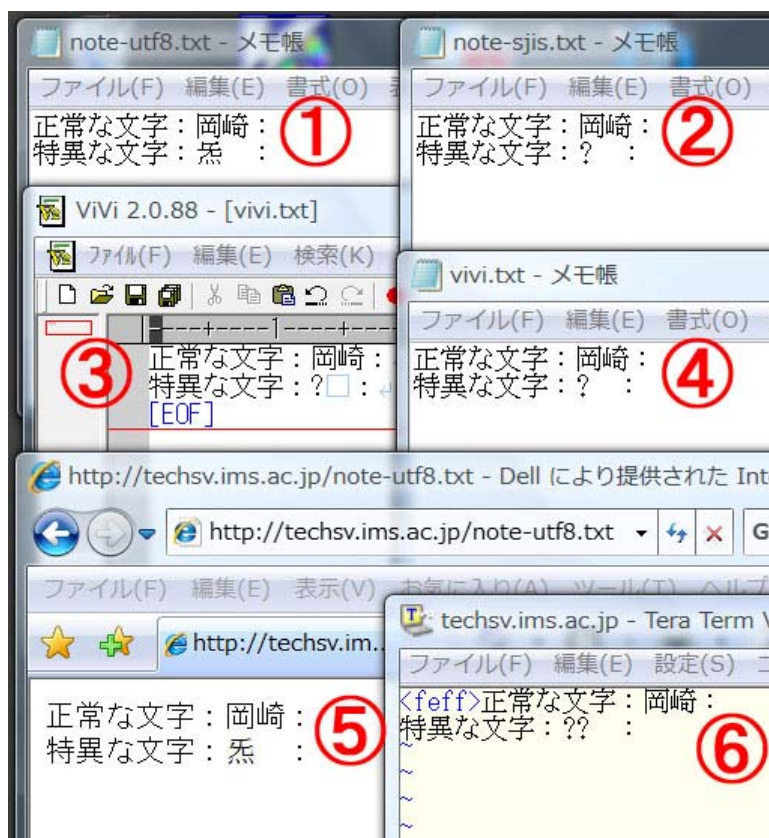 note-utf8.txt - メモ帳
ファイル(F) 編集(E) 書式(O)
正常な文字：岡崎：
特異な文字：炁　：
①
note-sjis.txt - メモ帳
ファイル(F) 編集(E) 書式(O)
正常な文字：岡崎：
特異な文字：?　：
②
ViVi 2.0.88 - [vivi.txt]
ファイル(F) 編集(E) 検索(K)
----+----1----+----
正常な文字：岡崎：
特異な文字：?□：↲
[EOF]
③
vivi.txt - メモ帳
ファイル(F) 編集(E) 書式(O)
正常な文字：岡崎：
特異な文字：?　：
④
http://techsv.ims.ac.jp/note-utf8.txt - Dell により提供された Int
http://techsv.ims.ac.jp/note-utf8.txt
G
ファイル(F) 編集(E) 表示(V) お気に入り(A) ツール(T) ヘルプ
http://techsv.im...
正常な文字：岡崎：
特異な文字：炁　：
⑤
techsv.ims.ac.jp - Tera Term V
ファイル(F) 編集(E) 設定(S) コ
<feff>正常な文字：岡崎：
特異な文字：??　：
~
~
~
~
⑥